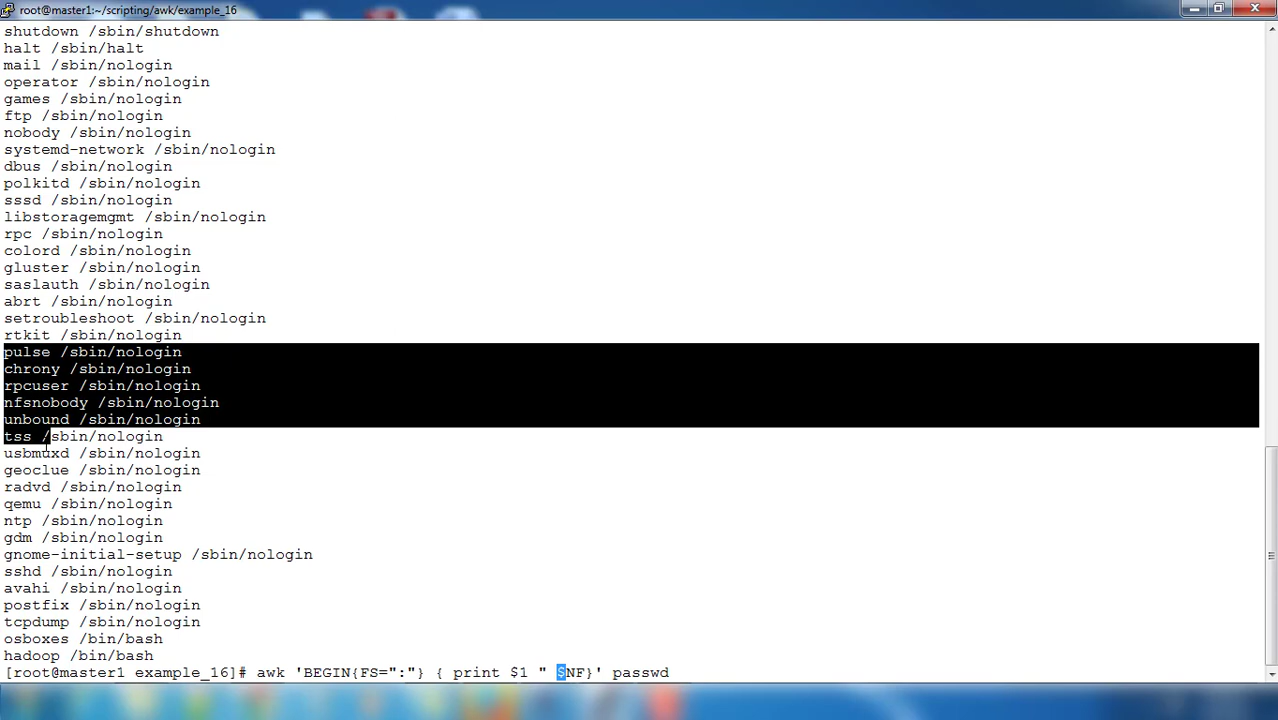 root@master1:~/scripting/awk/example_16
shutdown /sbin/shutdown
halt /sbin/halt
mail /sbin/nologin
operator /sbin/nologin
games /sbin/nologin
ftp /sbin/nologin
nobody /sbin/nologin
systemd-network /sbin/nologin
dbus /sbin/nologin
polkitd /sbin/nologin
sssd /sbin/nologin
libstoragemgmt /sbin/nologin
rpc /sbin/nologin
colord /sbin/nologin
gluster /sbin/nologin
saslauth /sbin/nologin
abrt /sbin/nologin
setroubleshoot /sbin/nologin
rtkit /sbin/nologin
pulse /sbin/nologin
chrony /sbin/nologin
rpcuser /sbin/nologin
nfsnobody /sbin/nologin
unbound /sbin/nologin
tss /sbin/nologin
usbmuxd /sbin/nologin
geoclue /sbin/nologin
radvd /sbin/nologin
qemu /sbin/nologin
ntp /sbin/nologin
gdm /sbin/nologin
gnome-initial-setup /sbin/nologin
sshd /sbin/nologin
avahi /sbin/nologin
postfix /sbin/nologin
tcpdump /sbin/nologin
osboxes /bin/bash
hadoop /bin/bash
[root@master1 example_16]# awk 'BEGIN{FS=":"} { print $1 " $NF}' passwd